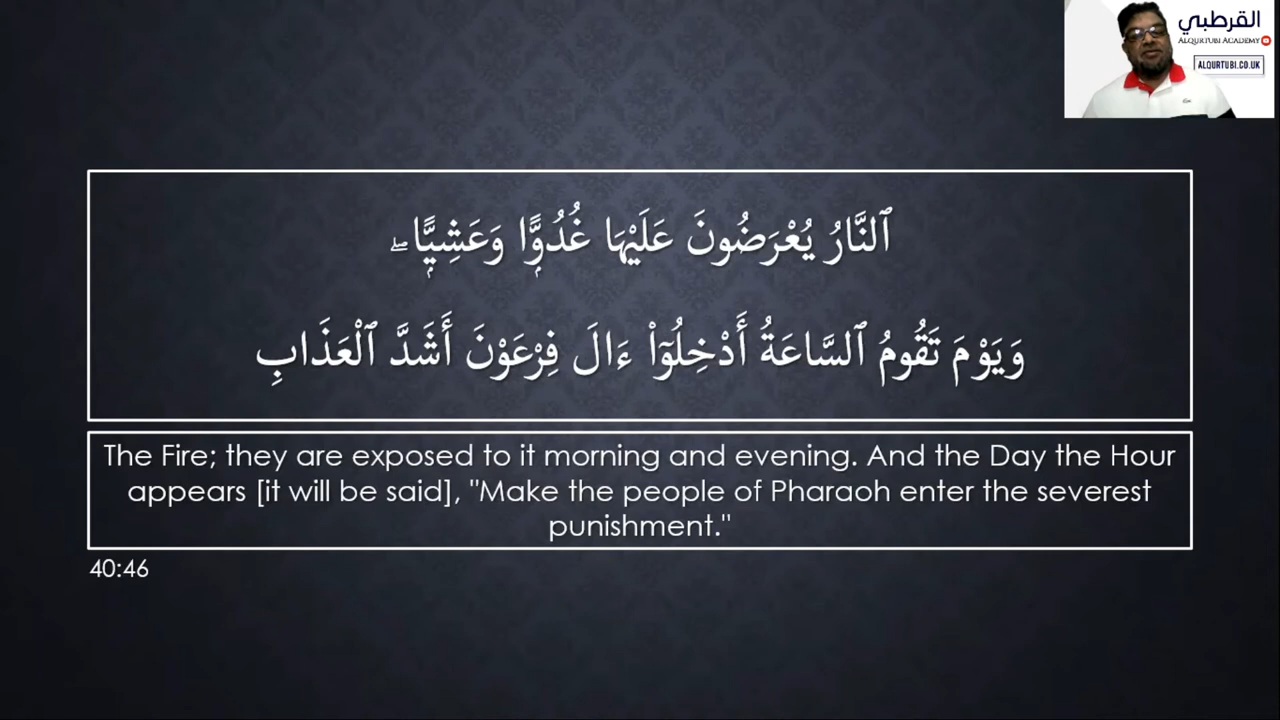 القرطبي
ALQURTUBI ACADEMY
ALQURTUBI.CO.UK
ٱلنَّارُ يُعْرَضُونَ عَلَيْهَا غُدُوًّۭا وَعَشِيًّۭا ۖ
وَيَوْمَ تَقُومُ ٱلسَّاعَةُ أَدْخِلُوٓا۟ ءَالَ فِرْعَوْنَ أَشَدَّ ٱلْعَذَابِ
The Fire; they are exposed to it morning and evening. And the Day the Hour
appears [it will be said], "Make the people of Pharaoh enter the severest
punishment."
40:46